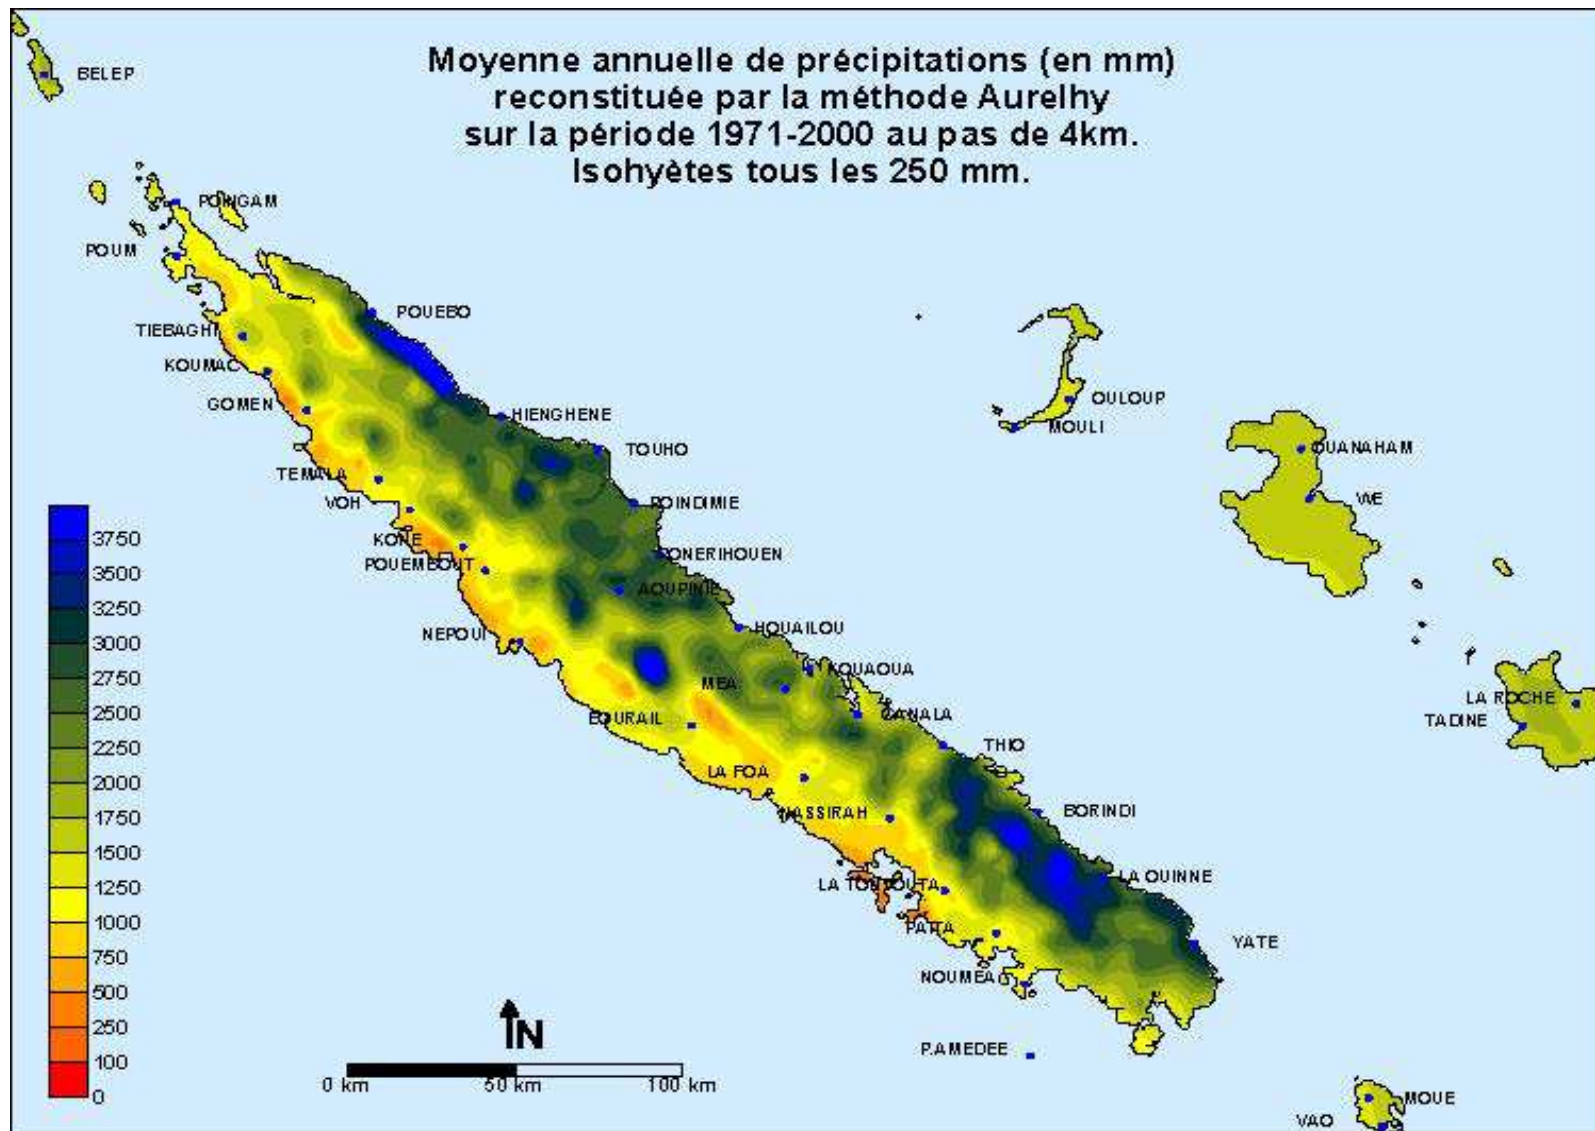 Moyenne annuelle de précipitations (en mm)
reconstituée par la méthode Aurelhy
sur la période 1971-2000 au pas de 4km.
Isohyètes tous les 250 mm.
BELEP
POINGAM
POUM
POUEBO
TIEBAGHI
KOUMAC
GOMEN
HIENGHENE
OULOUP
MOULI
TOUHO
OUANAHAM
TEMALA
VOH
POINDIMIE
WE
KONE
PONERIHOUEN
POUEMBOUT
AOUPINIE
NEPOUI
HOUAILOU
KOUAOUA
MEA
LA ROCHE
CANALA
BOURAIL
TADINE
THIO
LA FOA
NASSIRAH
BORINDI
LA TONTOUTA
LA OUINNE
PAITA
YATE
NOUMEA
P.AMEDEE
MOUE
VAO
3750
3500
3250
3000
2750
2500
2250
2000
1750
1500
1250
1000
750
500
250
100
0
N
0 km
50 km
100 km